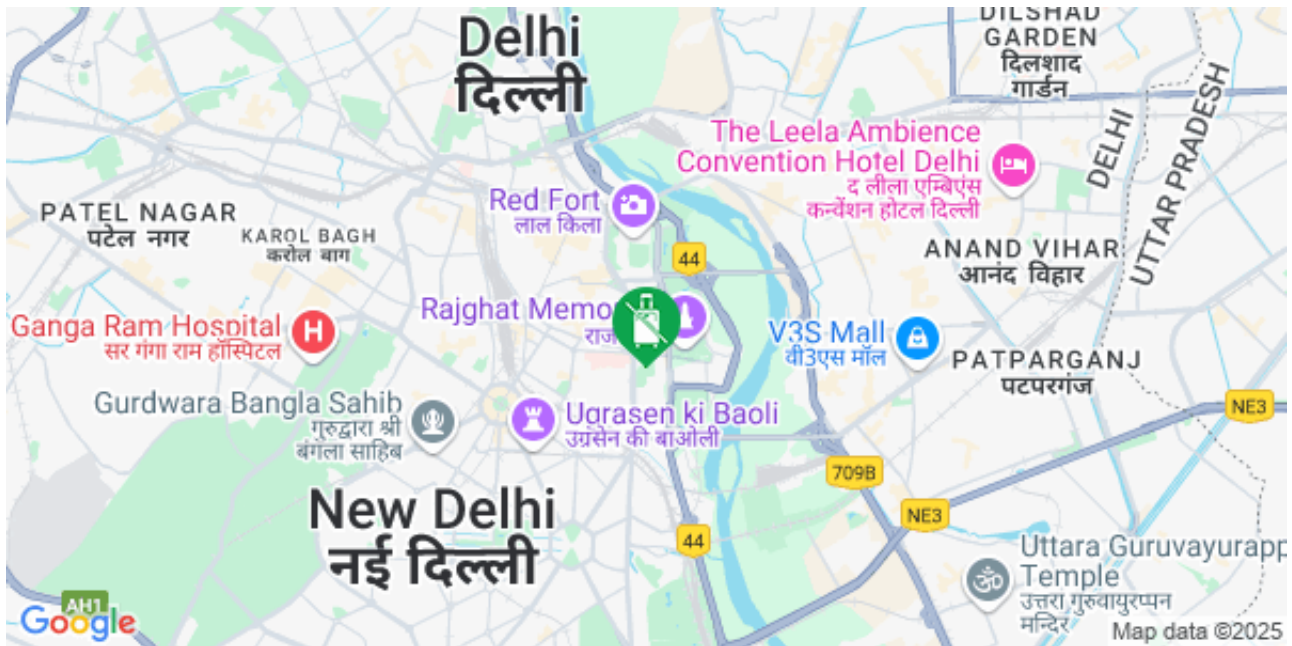 Delhi
दिल्ली
DILSHAD
GARDEN
दिलशाद
गार्डन
DELHI
UTTAR PRADESH
The Leela Ambience
Convention Hotel Delhi
द लीला एम्बिएंस
कन्वेंशन होटल दिल्ली
Red Fort
लाल किला
PATEL NAGAR
पटेल नगर
KAROL BAGH
करोल बाग
44
ANAND VIHAR
आनंद विहार
Rajghat Memo
राज
Ganga Ram Hospital
सर गंगा राम हॉस्पिटल
H
V3S Mall
वी3एस मॉल
PATPARGANJ
पटपरगंज
Gurdwara Bangla Sahib
गुरुद्वारा श्री
बंगला साहिब
Ugrasen ki Baoli
उग्रसेन की बाओली
NE3
709B
New Delhi
नई दिल्ली
NE3
44
Uttara Guruvayurapp
Temple
उत्तरा गुरुवायुरप्पन
मन्दिर
ॐ
AH1
Google
Map data ©2025